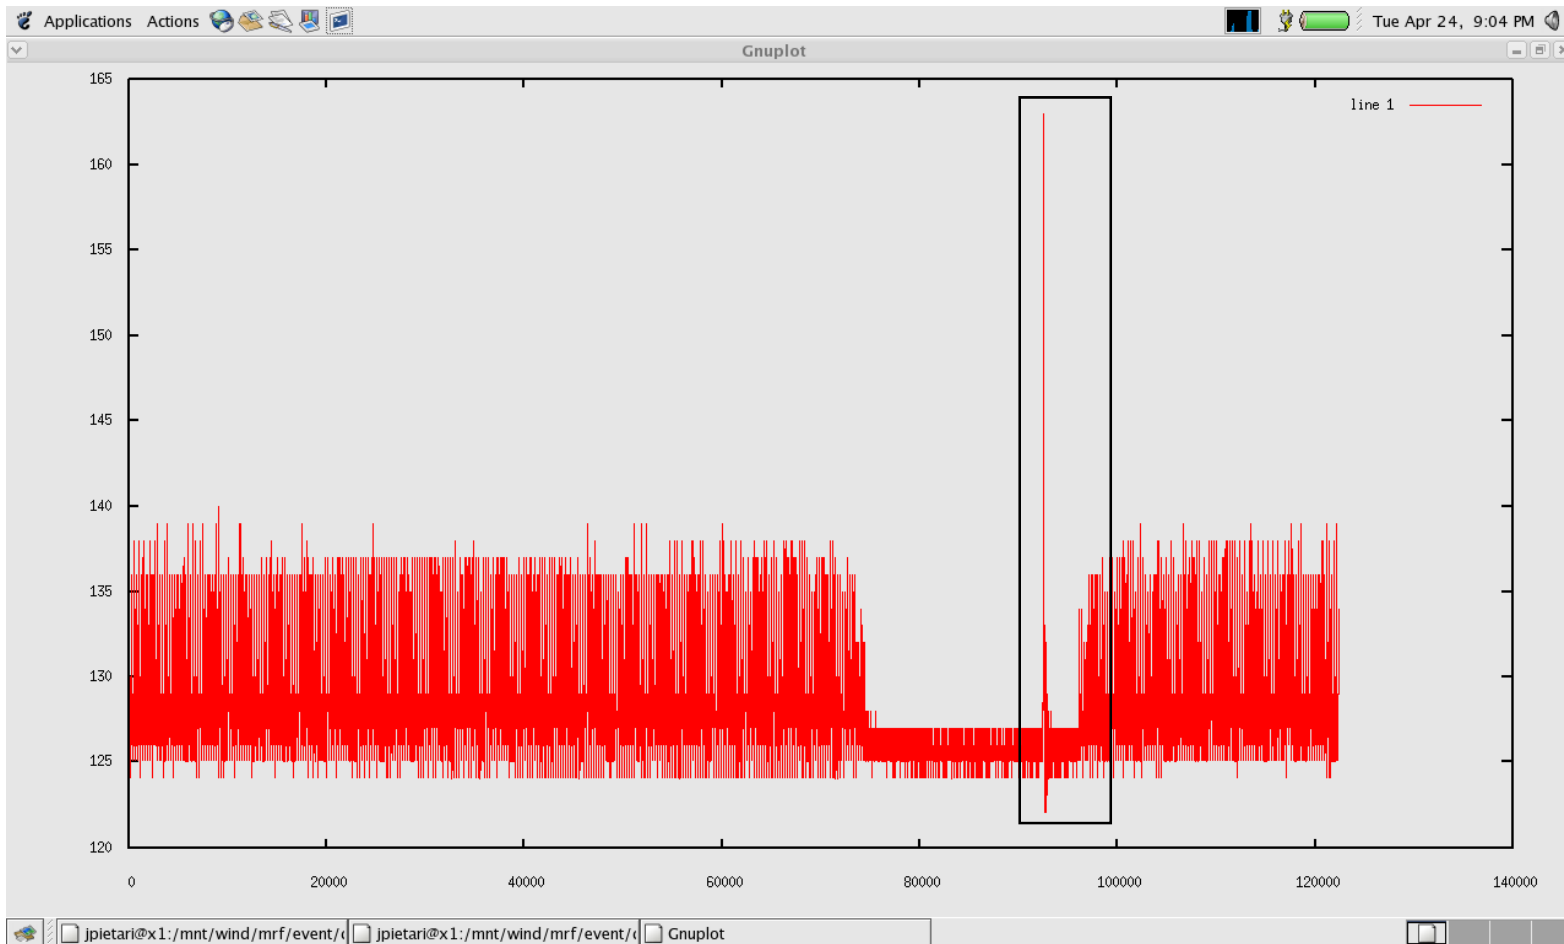 Applications Actions Tue Apr 24, 9:04 PM
Gnuplot
165
line 1
160
155
150
145
140
135
130
125
120
0 20000 40000 60000 80000 100000 120000 140000
jpietari@x1:/mnt/wind/mrf/event/ jpietari@x1:/mnt/wind/mrf/event/ Gnuplot